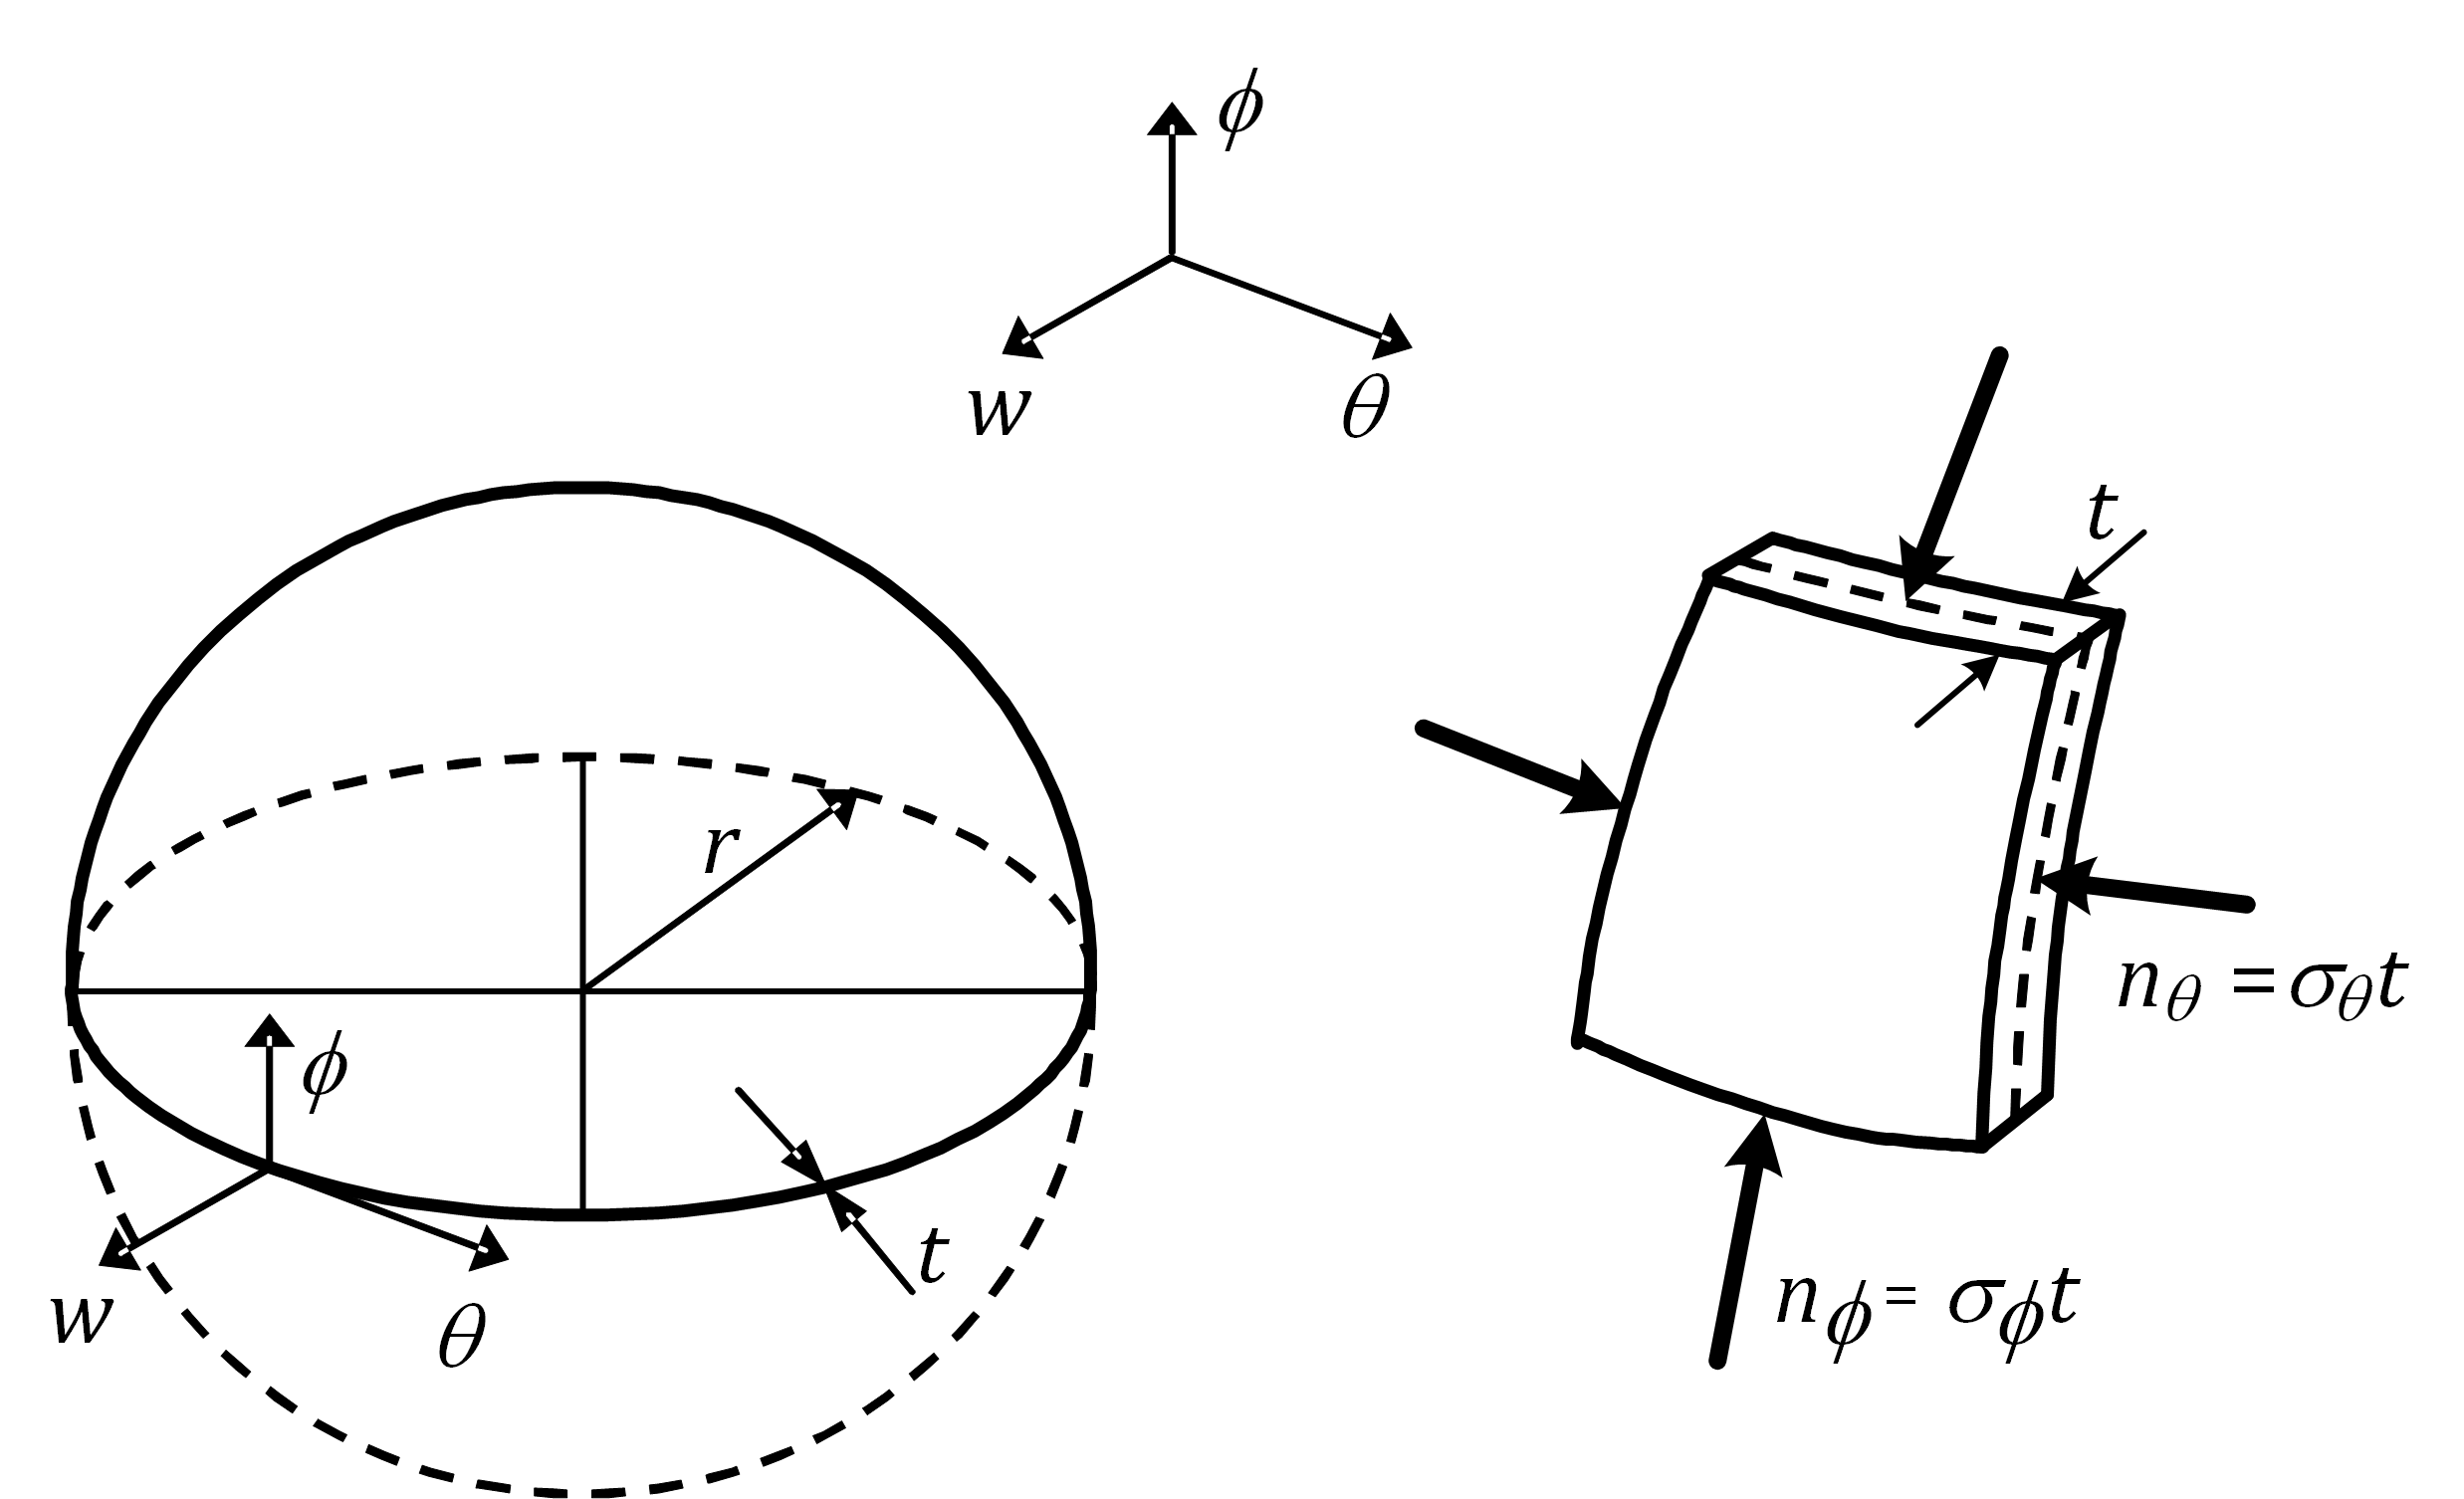 ϕ
w
θ
t
r
n_θ = σ_θ t
ϕ
t
w
θ
n_ϕ = σ_ϕ t